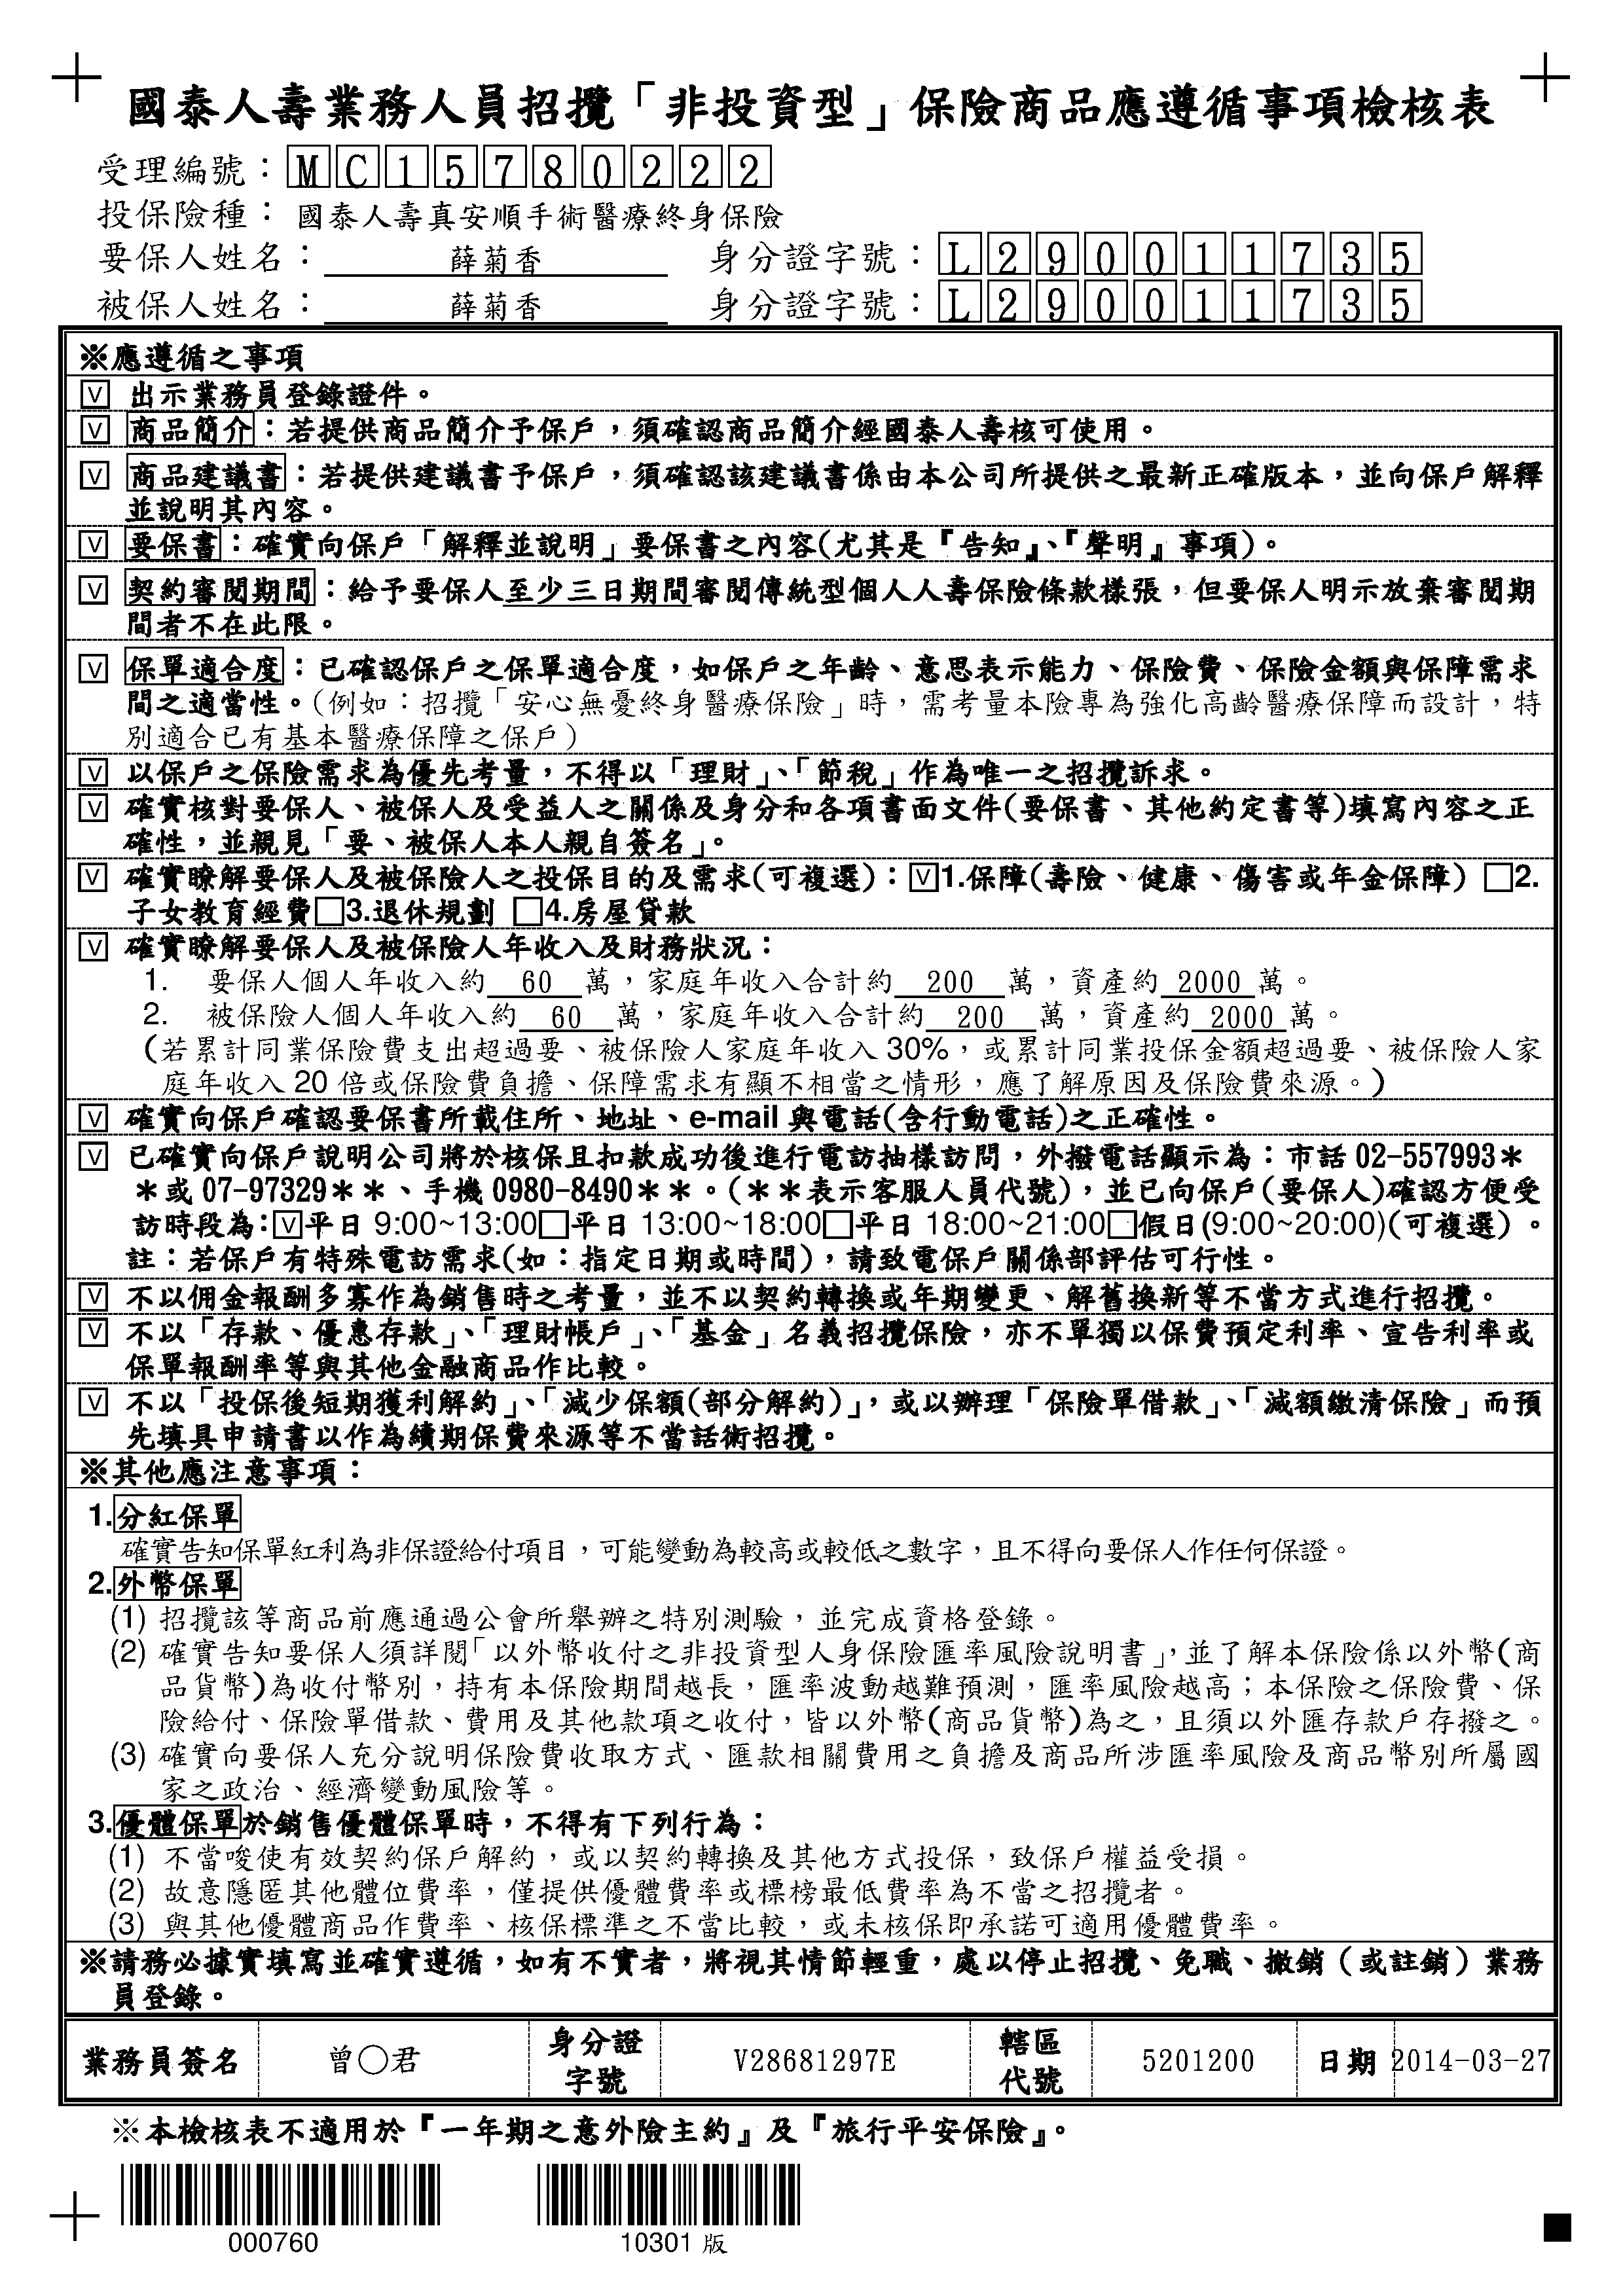 國泰人壽業務人員招攬「非投資型」保險商品應遵循事項檢核表
受理編號：MC15780222
投保險種： 國泰人壽真安順手術醫療終身保險
要保人姓名： 薛菊香 身分證字號：L290011735
被保人姓名： 薛菊香 身分證字號：L290011735
※應遵循之事項
V 出示業務員登錄證件。
V 商品簡介：若提供商品簡介予保戶，須確認商品簡介經國泰人壽核可使用。
V 商品建議書：若提供建議書予保戶，須確認該建議書係由本公司所提供之最新正確版本，並向保戶解釋
並說明其內容。
V 要保書：確實向保戶「解釋並說明」要保書之內容(尤其是『告知』、『聲明』事項)。
V 契約審閱期間：給予要保人至少三日期間審閱傳統型個人人壽保險條款樣張，但要保人明示放棄審閱期
間者不在此限。
V 保單適合度：已確認保戶之保單適合度，如保戶之年齡、意思表示能力、保險費、保險金額與保障需求
間之適當性。(例如：招攬「安心無憂終身醫療保險」時，需考量本險專為強化高齡醫療保障而設計，特
別適合已有基本醫療保障之保戶)
V 以保戶之保險需求為優先考量，不得以「理財」、「節稅」作為唯一之招攬訴求。
V 確實核對要保人、被保人及受益人之關係及身分和各項書面文件(要保書、其他約定書等)填寫內容之正
確性，並親見「要、被保人本人親自簽名」。
V 確實瞭解要保人及被保險人之投保目的及需求(可複選)：V1.保障(壽險、健康、傷害或年金保障) □2.
子女教育經費□3.退休規劃 □4.房屋貸款
V 確實瞭解要保人及被保險人年收入及財務狀況：
1. 要保人個人年收入約 60 萬，家庭年收入合計約 200 萬，資產約 2000 萬。
2. 被保險人個人年收入約 60 萬，家庭年收入合計約 200 萬，資產約 2000 萬。
(若累計同業保險費支出超過要、被保險人家庭年收入 30%，或累計同業投保金額超過要、被保險人家
庭年收入 20 倍或保險費負擔、保障需求有顯不相當之情形，應了解原因及保險費來源。)
V 確實向保戶確認要保書所載住所、地址、e-mail 與電話(含行動電話)之正確性。
V 已確實向保戶說明公司將於核保且扣款成功後進行電訪抽樣訪問，外撥電話顯示為：市話 02-557993＊
＊或 07-97329＊＊、手機 0980-8490＊＊。(＊＊表示客服人員代號)，並已向保戶(要保人)確認方便受
訪時段為:V平日 9:00~13:00□平日 13:00~18:00□平日 18:00~21:00□假日(9:00~20:00)(可複選)。
註：若保戶有特殊電訪需求(如：指定日期或時間)，請致電保戶關係部評估可行性。
V 不以佣金報酬多寡作為銷售時之考量，並不以契約轉換或年期變更、解舊換新等不當方式進行招攬。
V 不以「存款、優惠存款」、「理財帳戶」、「基金」名義招攬保險，亦不單獨以保費預定利率、宣告利率或
保單報酬率等與其他金融商品作比較。
V 不以「投保後短期獲利解約」、「減少保額(部分解約)」，或以辦理「保險單借款」、「減額繳清保險」而預
先填具申請書以作為續期保費來源等不當話術招攬。
※其他應注意事項：
1.分紅保單
確實告知保單紅利為非保證給付項目，可能變動為較高或較低之數字，且不得向要保人作任何保證。
2.外幣保單
(1) 招攬該等商品前應通過公會所舉辦之特別測驗，並完成資格登錄。
(2) 確實告知要保人須詳閱「以外幣收付之非投資型人身保險匯率風險說明書」，並了解本保險係以外幣(商
品貨幣)為收付幣別，持有本保險期間越長，匯率波動越難預測，匯率風險越高；本保險之保險費、保
險給付、保險單借款、費用及其他款項之收付，皆以外幣(商品貨幣)為之，且須以外匯存款戶存撥之。
(3) 確實向要保人充分說明保險費收取方式、匯款相關費用之負擔及商品所涉匯率風險及商品幣別所屬國
家之政治、經濟變動風險等。
3.優體保單於銷售優體保單時，不得有下列行為：
(1) 不當唆使有效契約保戶解約，或以契約轉換及其他方式投保，致保戶權益受損。
(2) 故意隱匿其他體位費率，僅提供優體費率或標榜最低費率為不當之招攬者。
(3) 與其他優體商品作費率、核保標準之不當比較，或未核保即承諾可適用優體費率。
※請務必據實填寫並確實遵循，如有不實者，將視其情節輕重，處以停止招攬、免職、撤銷（或註銷）業務
員登錄。
業務員簽名 曾○君 身分證字號 V28681297E 轄區代號 5201200 日期 2014-03-27
※本檢核表不適用於『一年期之意外險主約』及『旅行平安保險』。
000760 10301 版